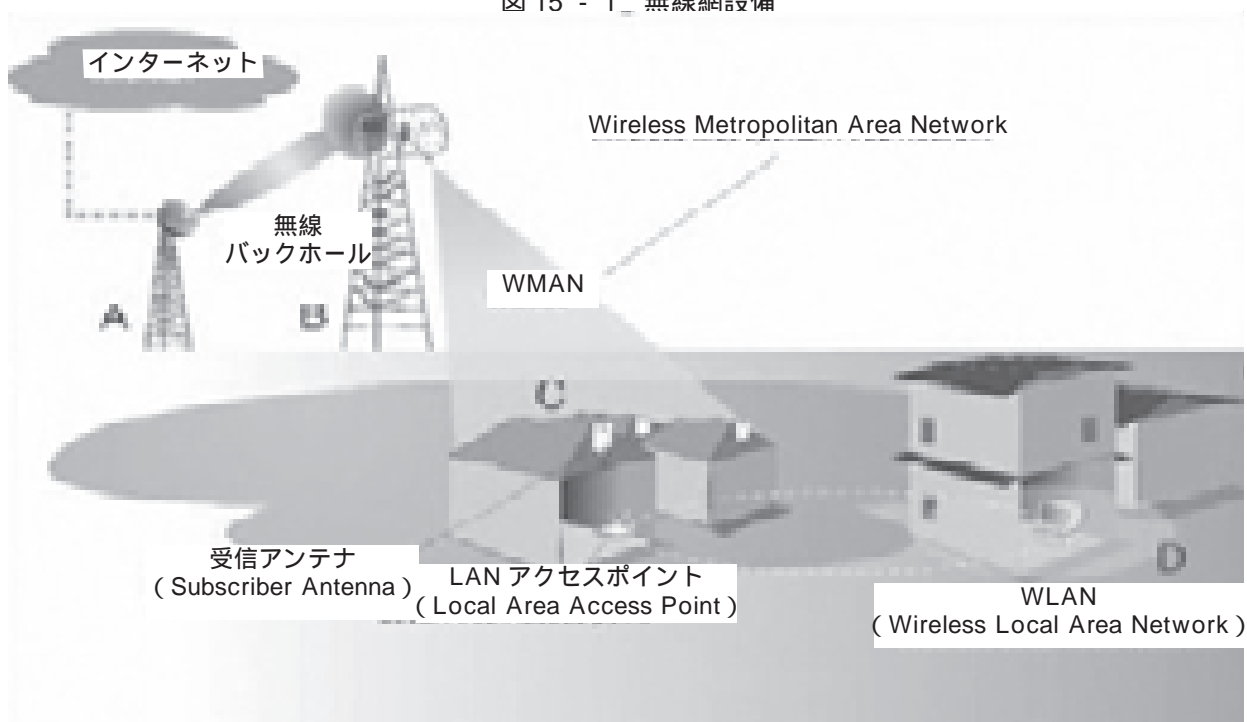 図 15 - 1_ 無線網設備
インターネット
Wireless Metropolitan Area Network
無線
バックホール
WMAN
A
B
C
受信アンテナ
(Subscriber Antenna)
LAN アクセスポイント
(Local Area Access Point)
D
WLAN
(Wireless Local Area Network)